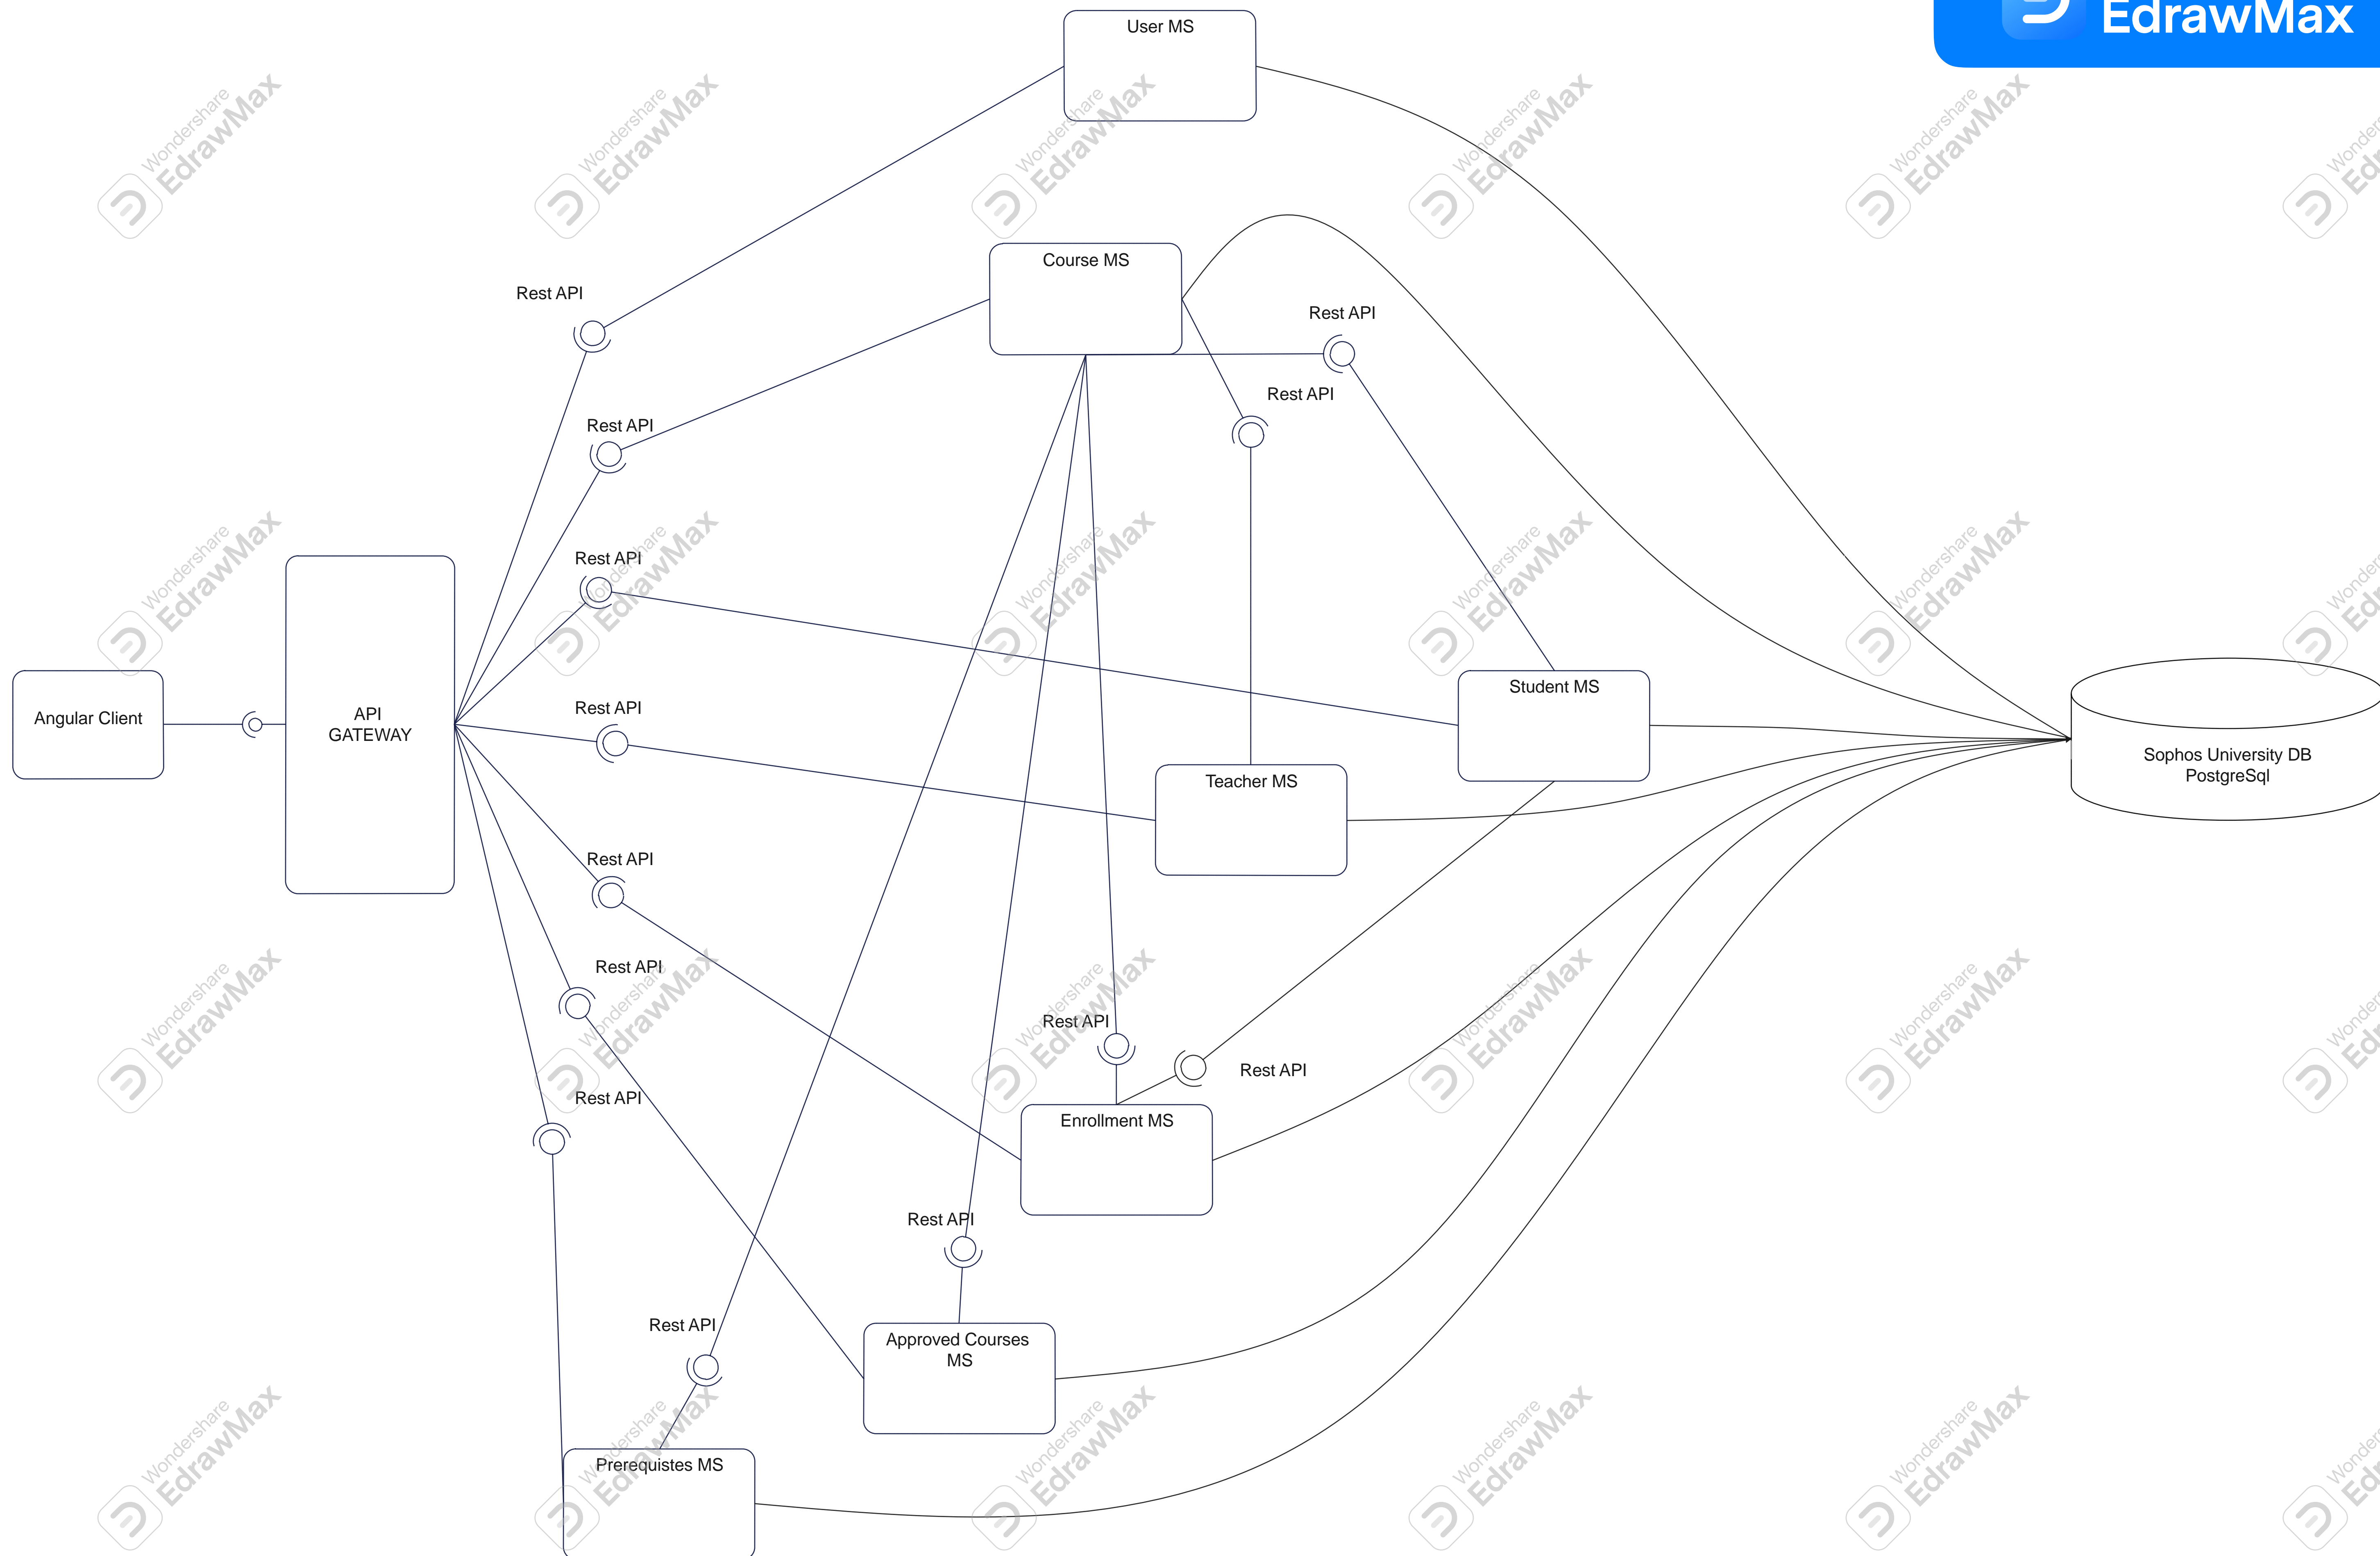 User MS
EdrawMax
Course MS
Rest API
Rest API
Rest API
Rest API
Rest API
Angular Client
API
GATEWAY
Rest API
Student MS
Teacher MS
Sophos University DB
PostgreSql
Rest API
Rest API
Rest API
Rest API
Rest API
Enrollment MS
Rest API
Rest API
Approved Courses
MS
Prerequistes MS
Wondershare
EdrawMax